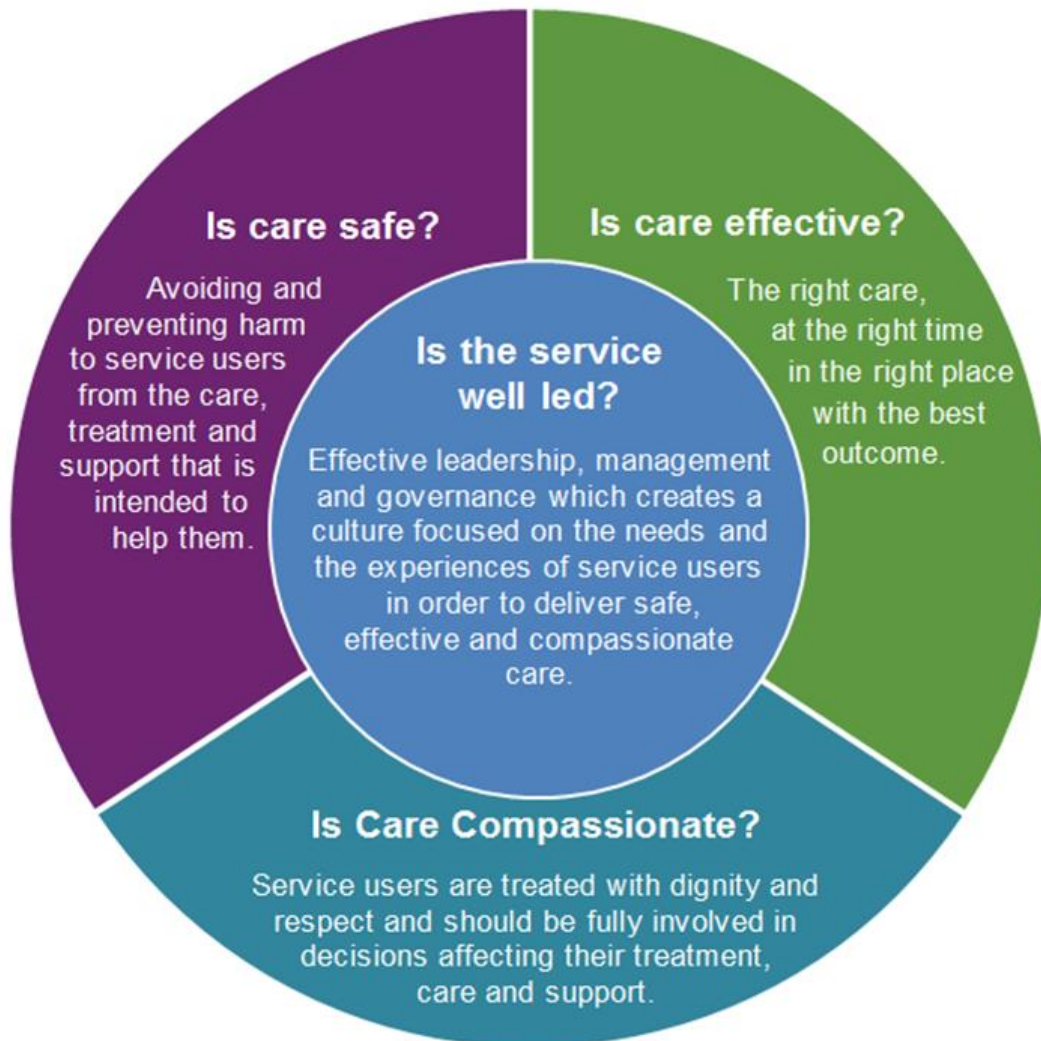 Is care safe?
Avoiding and
preventing harm
to service users
from the care,
treatment and
support that is
intended to
help them.
Is care effective?
The right care,
at the right time
in the right place
with the best
outcome.
Is the service
well led?
Effective leadership, management
and governance which creates a
culture focused on the needs and
the experiences of service users
in order to deliver safe,
effective and compassionate
care.
Is Care Compassionate?
Service users are treated with dignity and
respect and should be fully involved in
decisions affecting their treatment,
care and support.